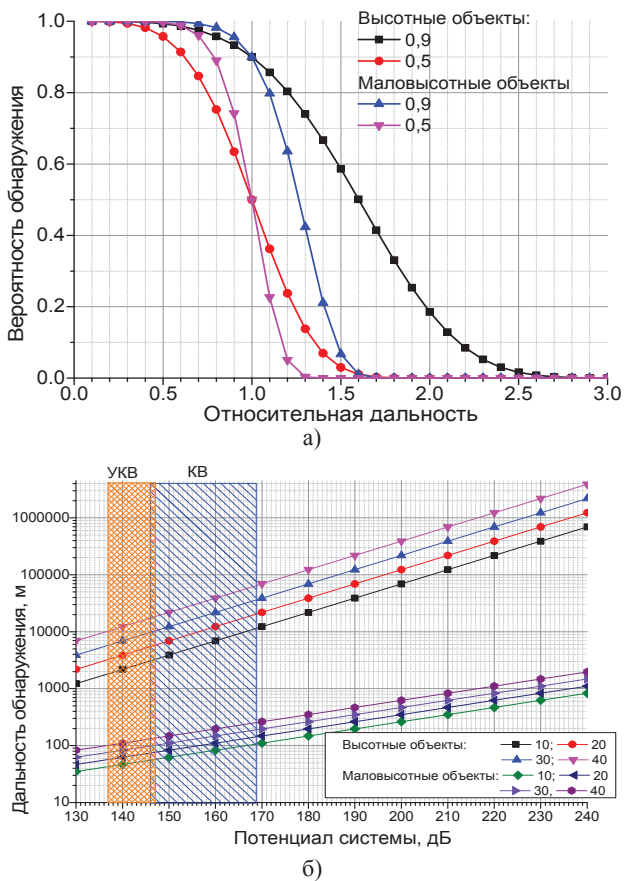 1.0
0.8
0.6
0.4
0.2
0.0
Вероятность обнаружения
Высотные объекты:
0,9
0,5
Маловысотные объекты
0,9
0,5
0.0 0.5 1.0 1.5 2.0 2.5 3.0
Относительная дальность
а)
УКВ КВ
1000000
100000
10000
1000
100
10
Дальность обнаружения, м
Высотные объекты: 10; 20
30; 40
Маловысотные объекты: 10; 20
30, 40
130 140 150 160 170 180 190 200 210 220 230 240
Потенциал системы, дБ
б)